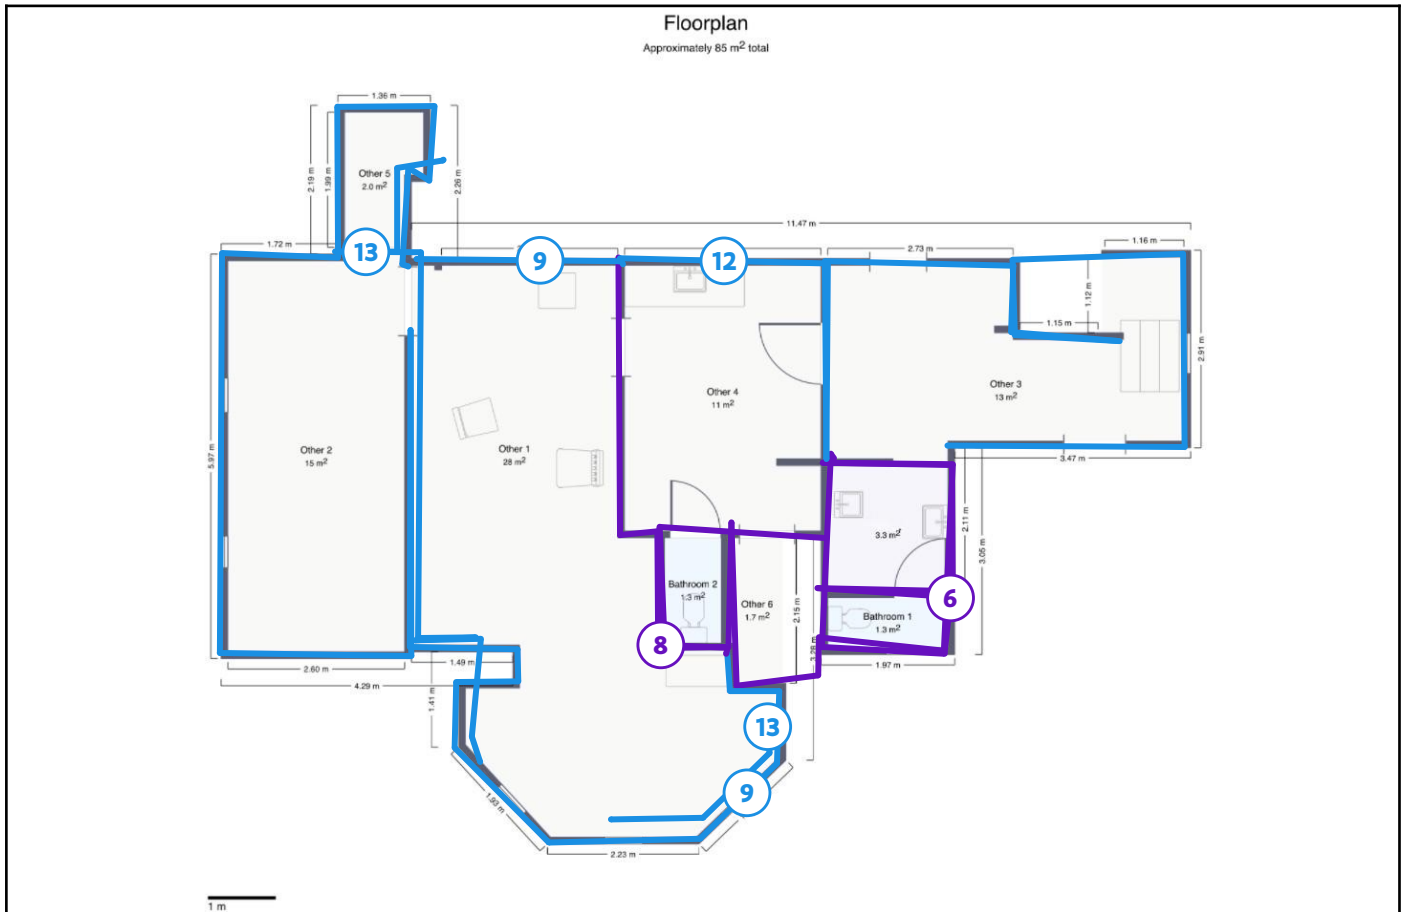 Floorplan
Approximately 85 m² total
1.36 m
2.19 m
1.99 m
Other 5
2.0 m²
2.26 m
11.47 m
1.72 m
13
9
12
2.73 m
1.16 m
1.12 m
1.15 m
2.91 m
Other 3
13 m²
Other 4
11 m²
Other 2
15 m²
Other 1
28 m²
5.97 m
3.47 m
2.11 m
3.05 m
3.3 m²
Bathroom 2
1.3 m²
Other 6
1.7 m²
2.15 m
6
Bathroom 1
1.3 m²
8
1.97 m
2.60 m
1.49 m
4.29 m
1.41 m
13
9
1.93 m
2.23 m
1 m